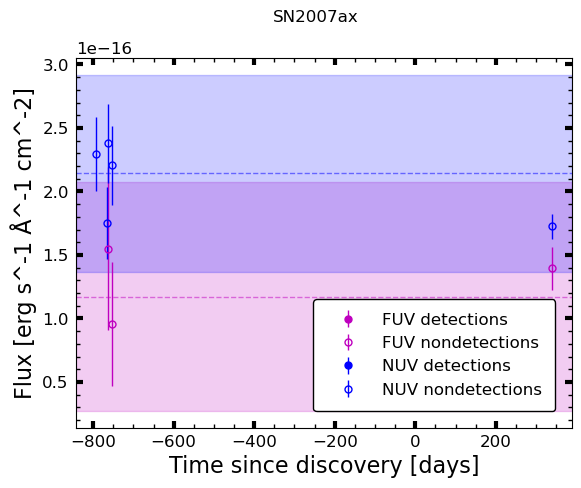 SN2007ax
1e−16
3.0
2.5
2.0
1.5
1.0
0.5
Flux [erg s^-1 Å^-1 cm^-2]
FUV detections
FUV nondetections
NUV detections
NUV nondetections
−800 −600 −400 −200 0 200
Time since discovery [days]